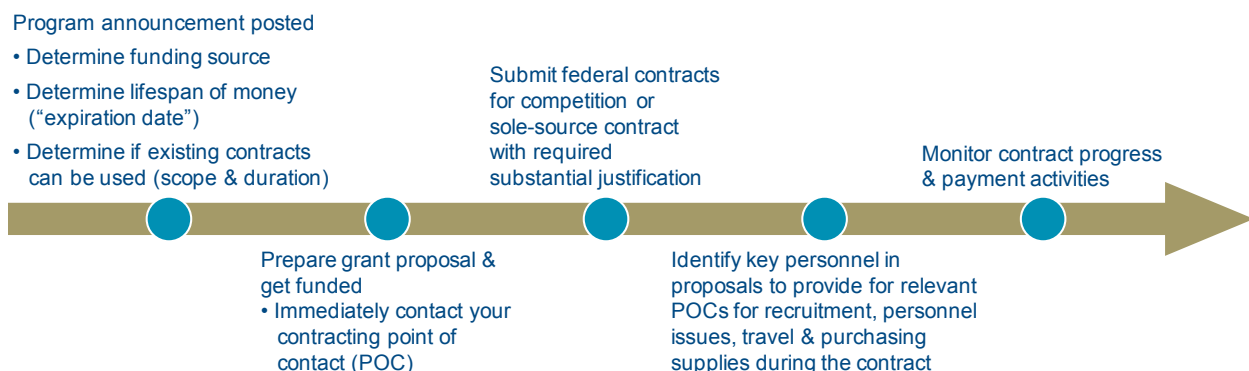 Program announcement posted
• Determine funding source
• Determine lifespan of money
(“expiration date”)
• Determine if existing contracts
can be used (scope & duration)
Prepare grant proposal &
get funded
• Immediately contact your
contracting point of
contact (POC)
Submit federal contracts
for competition or
sole-source contract
with required
substantial justification
Identify key personnel in
proposals to provide for relevant
POCs for recruitment, personnel
issues, travel & purchasing
supplies during the contract
Monitor contract progress
& payment activities